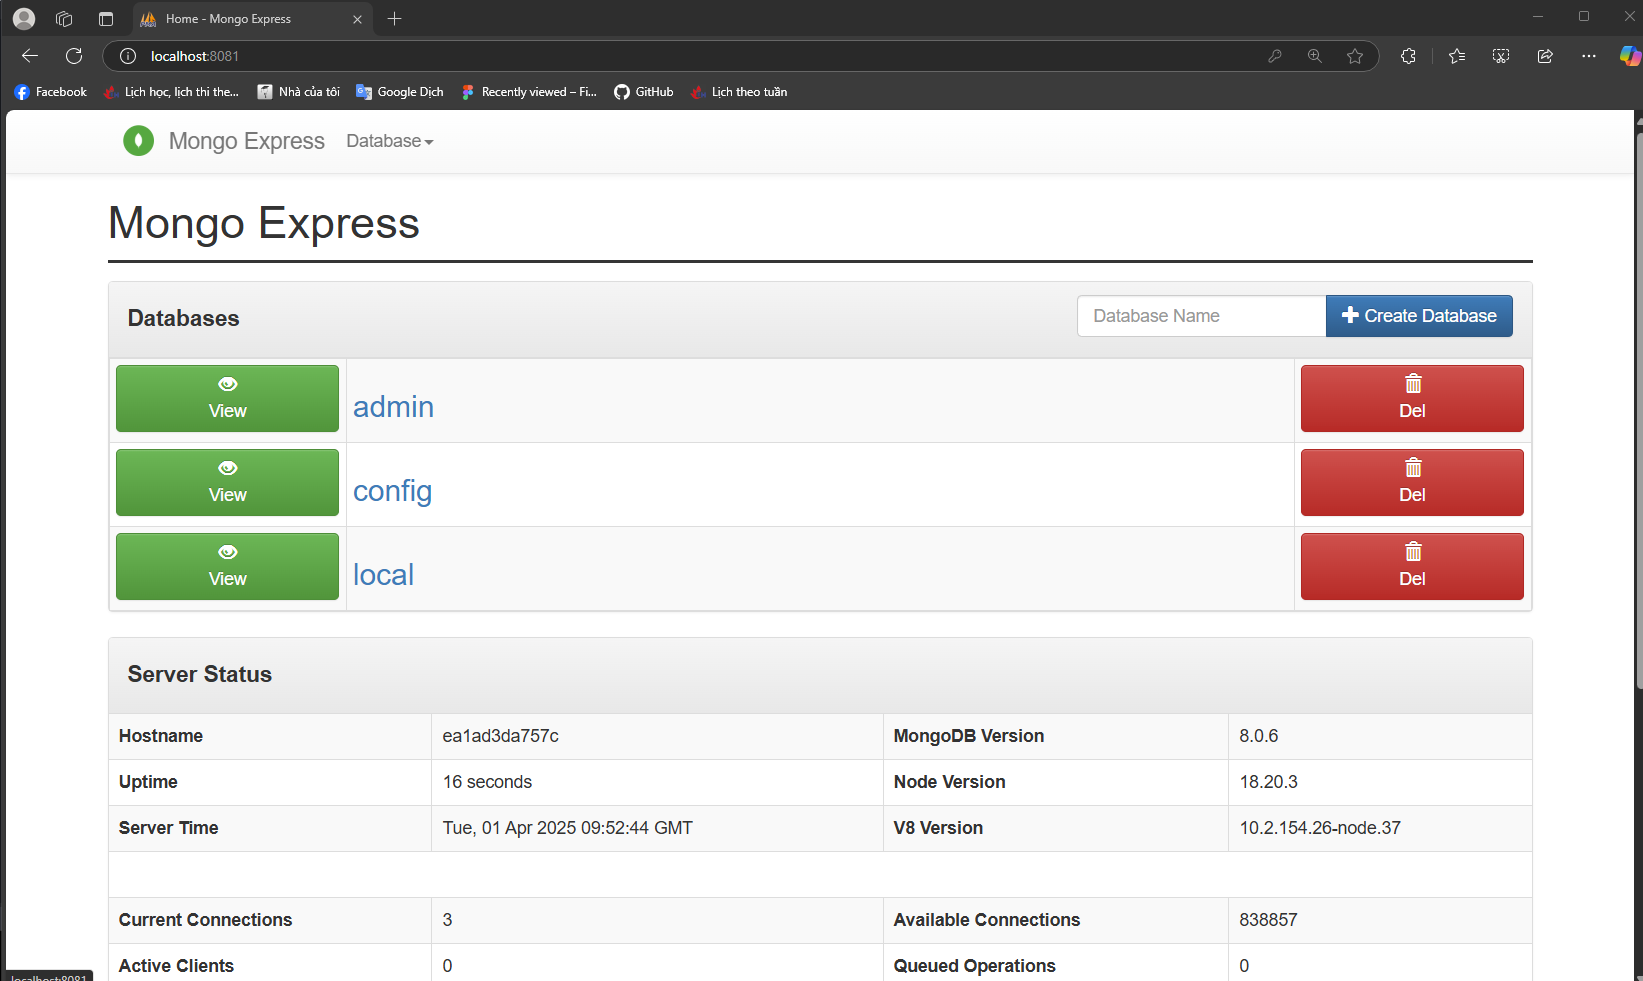 Home - Mongo Express
localhost:8081
Facebook Lịch học, lịch thi the... Nhà của tôi Google Dịch Recently viewed – Fi... GitHub Lịch theo tuần
Mongo Express Database
Mongo Express
Databases Database Name Create Database
View admin Del
View config Del
View local Del
Server Status
Hostname ea1ad3da757c MongoDB Version 8.0.6
Uptime 16 seconds Node Version 18.20.3
Server Time Tue, 01 Apr 2025 09:52:44 GMT V8 Version 10.2.154.26-node.37
Current Connections 3 Available Connections 838857
Active Clients 0 Queued Operations 0
localhost:8081